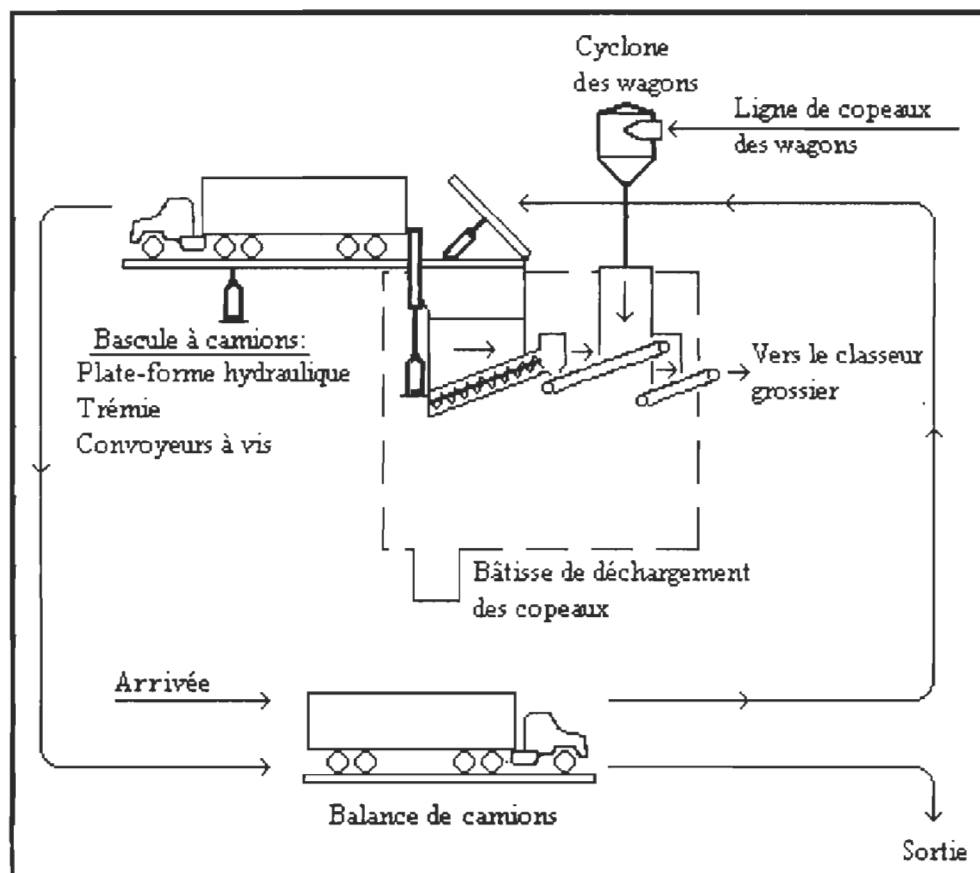 Cyclone
des wagons
Ligne de copeaux
des wagons
Bascule à camions:
Plate-forme hydraulique
Trémie
Convoyeurs à vis
Vers le classeur
grossier
Bâtisse de déchargement
des copeaux
Arrivée
Balance de camions
Sortie